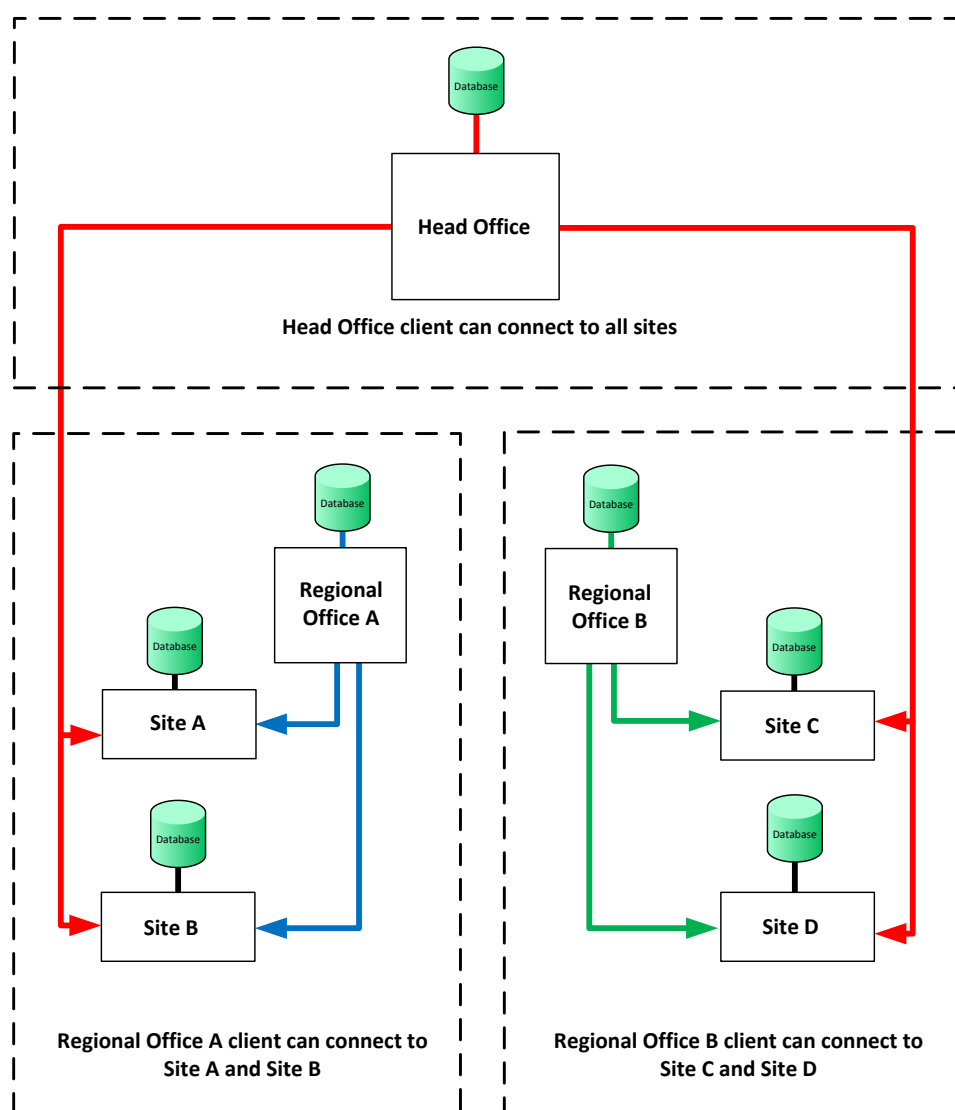 Database
Head Office
Head Office client can connect to all sites
Database
Regional
Office A
Database
Site A
Database
Site B
Regional Office A client can connect to
Site A and Site B
Database
Regional
Office B
Database
Site C
Database
Site D
Regional Office B client can connect to
Site C and Site D